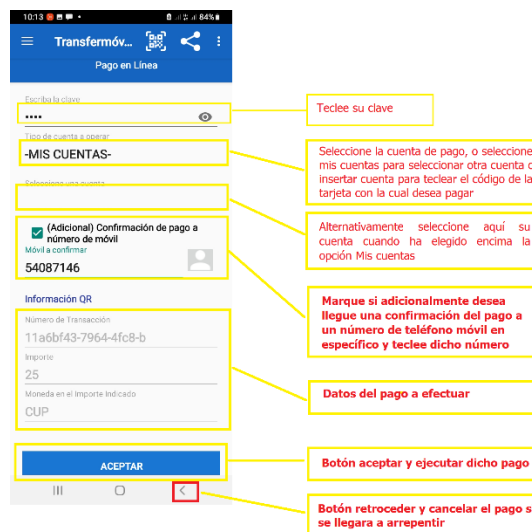 10:13
84%
Transfermóv...
Pago en Línea
Escriba la clave
••••
Tipo de cuenta a operar
-MIS CUENTAS-
Seleccione una cuenta
(Adicional) Confirmación de pago a
número de móvil
Móvil a confirmar
54087146
Información QR
Número de Transacción
11a6bf43-7964-4fc8-b
Importe
25
Moneda en el Importe Indicado
CUP
ACEPTAR
Teclee su clave
Seleccione la cuenta de pago, o seleccione
mis cuentas para seleccionar otra cuenta o
insertar cuenta para teclear el código de la
tarjeta con la cual desea pagar
Alternativamente seleccione aquí su
cuenta cuando ha elegido encima la
opción Mis cuentas
Marque si adicionalmente desea
llegue una confirmación del pago a
un número de teléfono móvil en
específico y teclee dicho número
Datos del pago a efectuar
Botón aceptar y ejecutar dicho pago
Botón retroceder y cancelar el pago s
se llegara a arrepentir